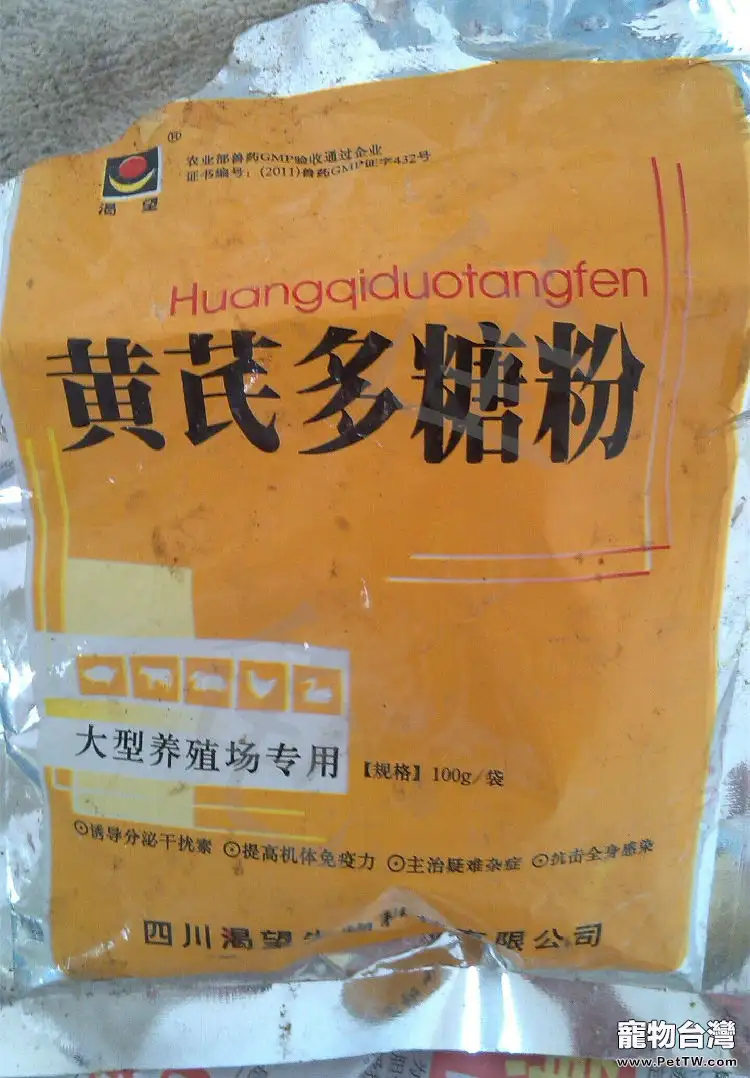 ®
渴望
农业部兽药GMP验收通过企业
证书编号：(2011)兽药GMP证字432号
Huangqiduotangfen
黄芪多糖粉
大型养殖场专用
【规格】100g/袋
⊙诱导分泌干扰素 ⊙提高机体免疫力 ⊙主治疑难杂症 ⊙抗击全身感染
四川渴望生物科 有限公司
寵物台灣
www.PetTW.com